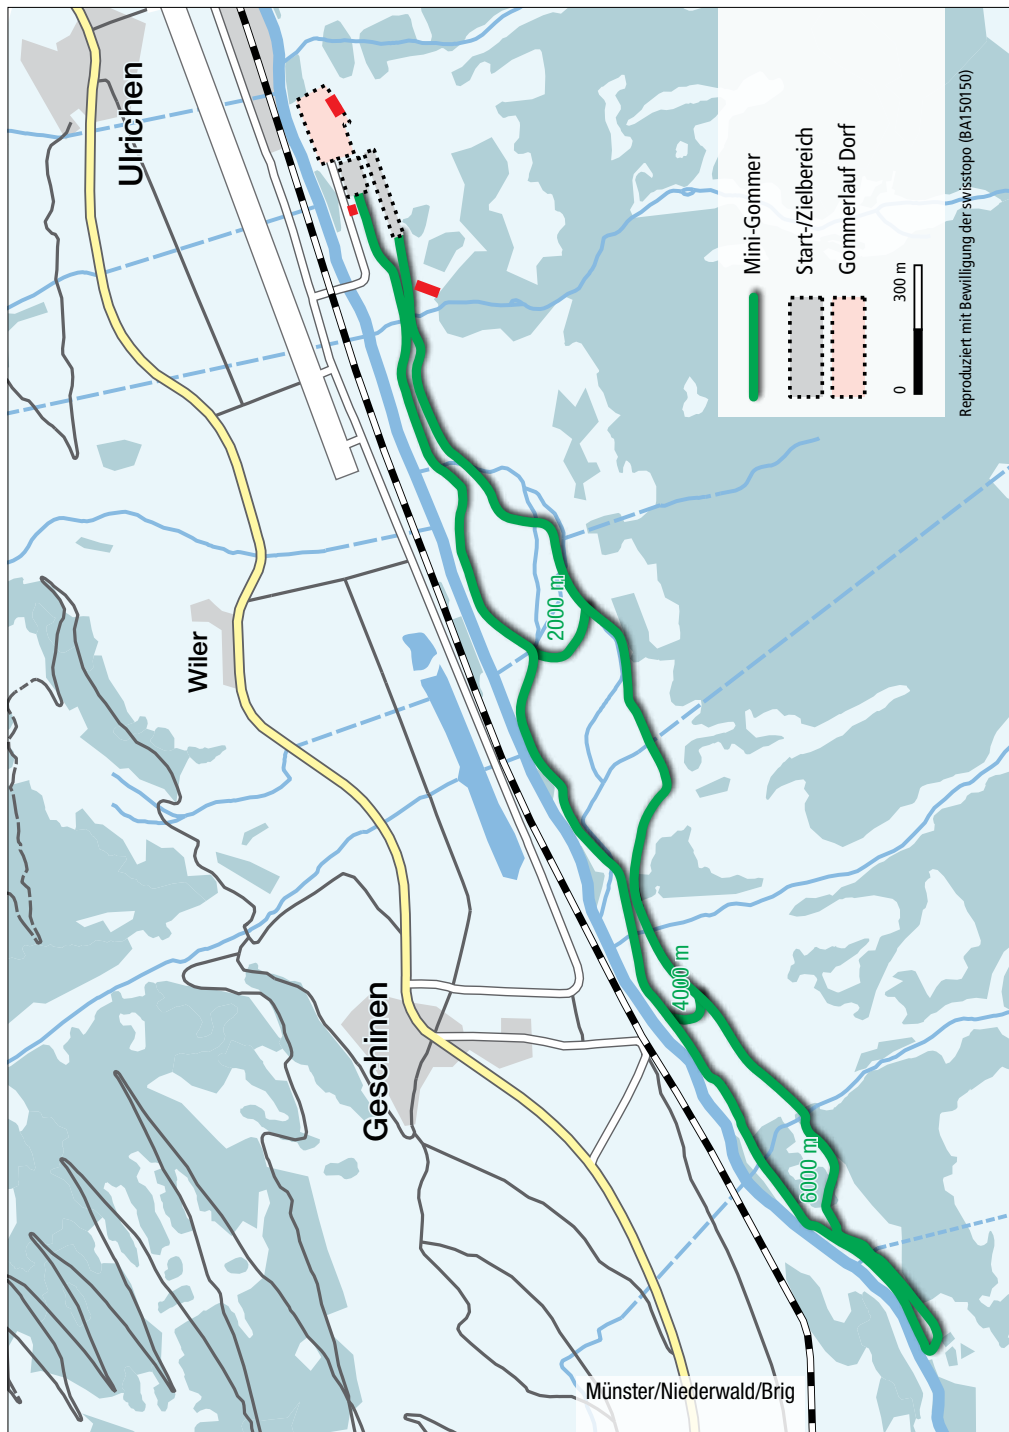 Ulrichen
Wiler
Geschinen
2000 m
4000 m
6000 m
Münster/Niederwald/Brig
Mini-Gommer
Start-/Zielbereich
Gommerlauf Dorf
0 300 m
Reproduziert mit Bewilligung der swisstopo (BA150150)